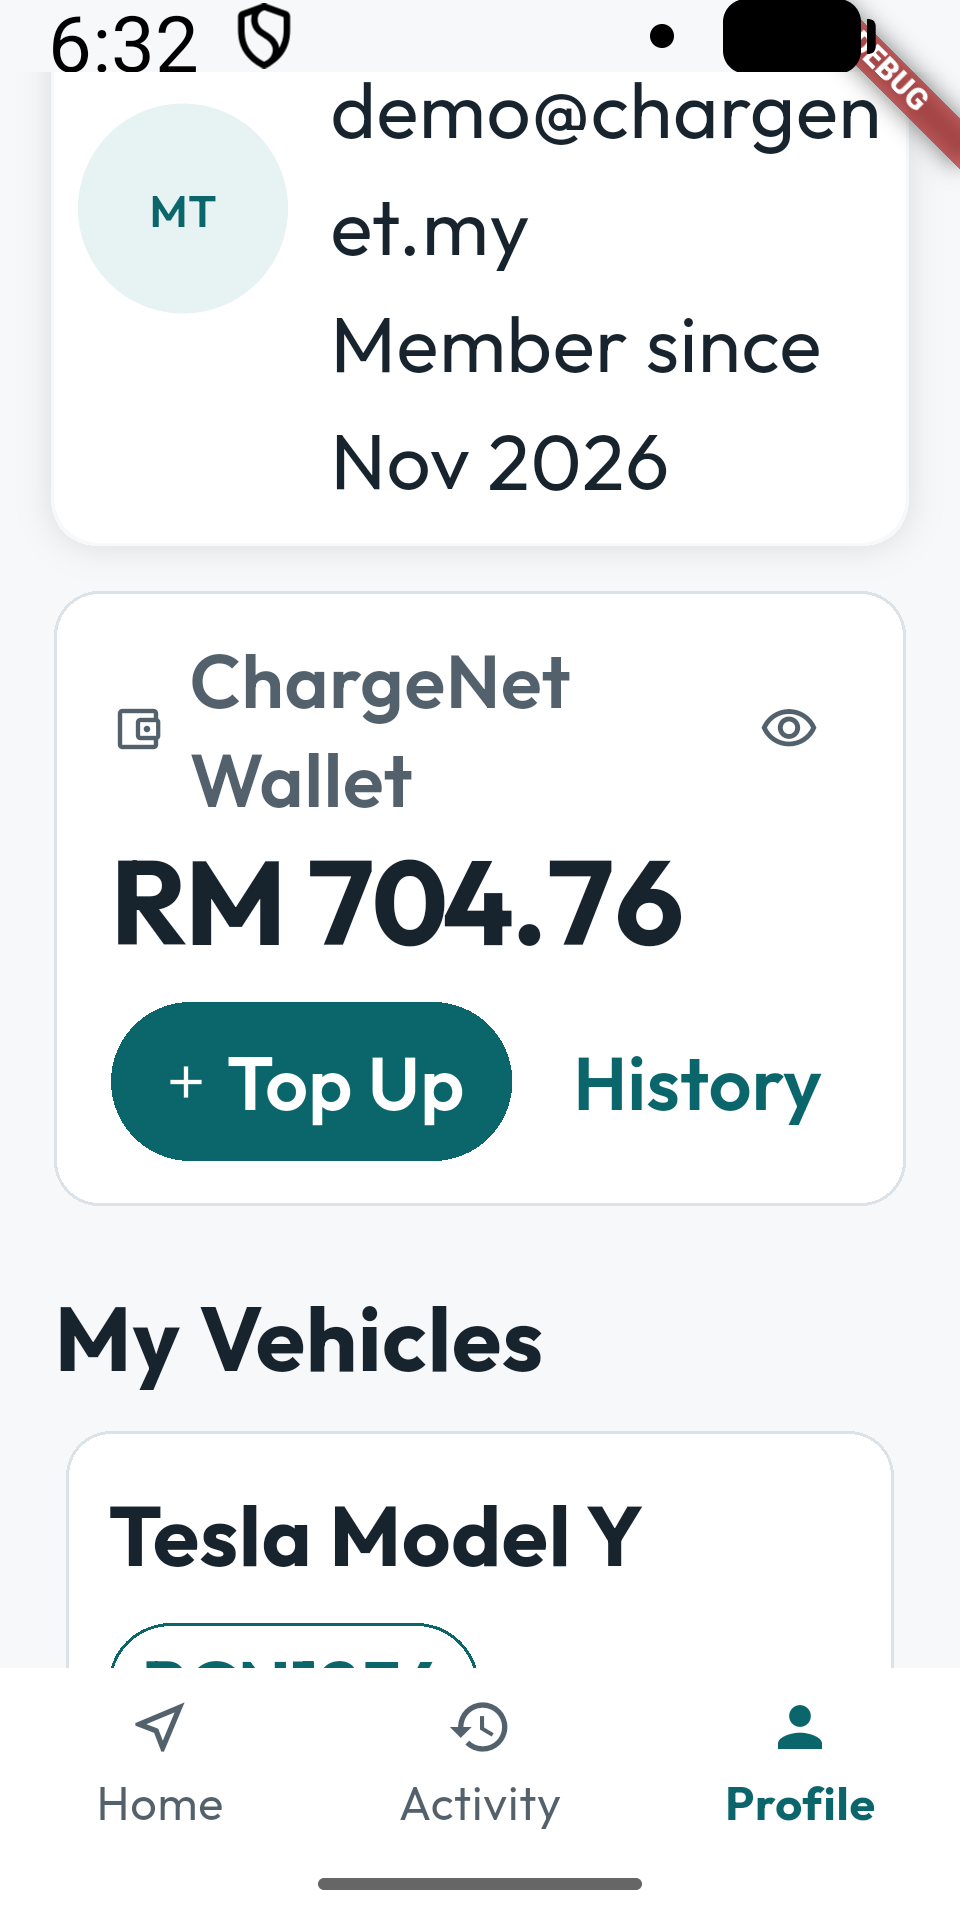 6:32
DEBUG
MT
demo@chargen
et.my
Member since
Nov 2026
ChargeNet
Wallet
RM 704.76
+ Top Up
History
My Vehicles
Tesla Model Y
Home
Activity
Profile